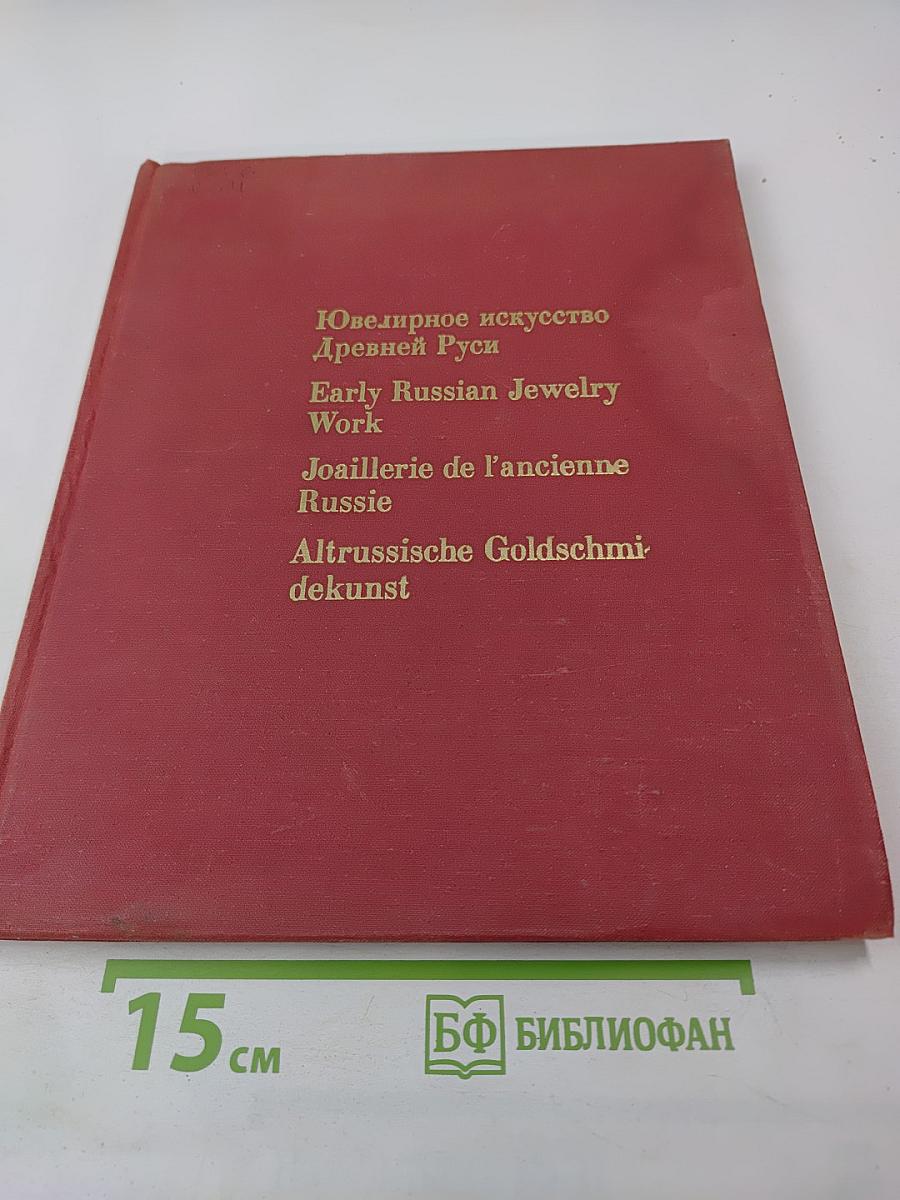 Ювелирное искусство
Древней Руси
Early Russian Jewelry
Work
Joaillerie de l'ancienne
Russie
Altrussische Goldschmi-
dekunst
15 см
БФ БИБЛИОФАН